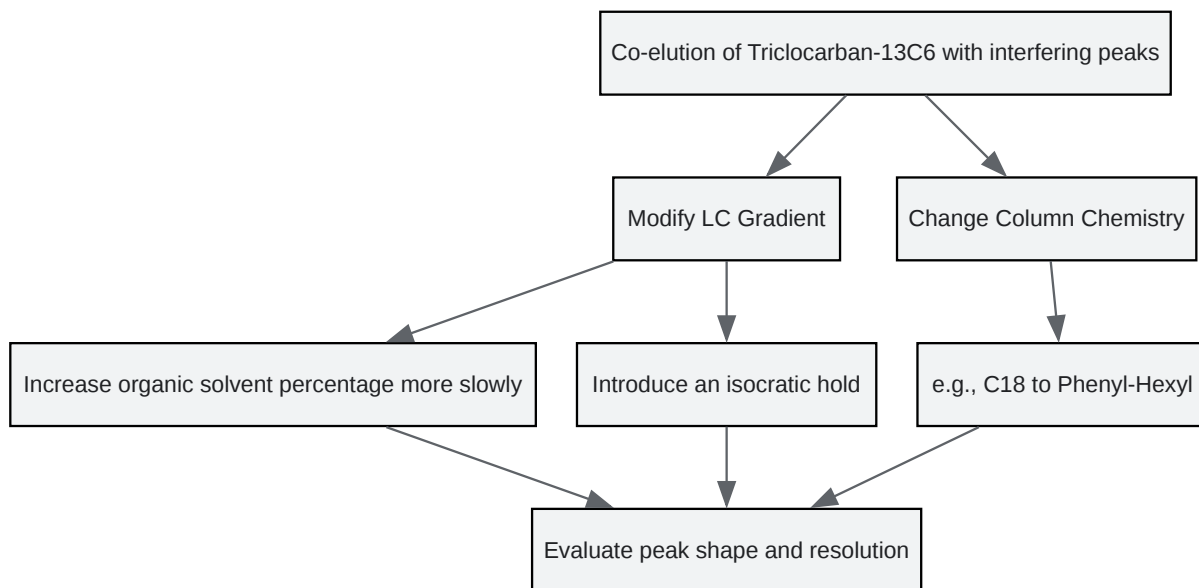 Co-elution of Triclocarban-13C6 with interfering peaks
Modify LC Gradient
Change Column Chemistry
Increase organic solvent percentage more slowly
Introduce an isocratic hold
e.g., C18 to Phenyl-Hexyl
Evaluate peak shape and resolution